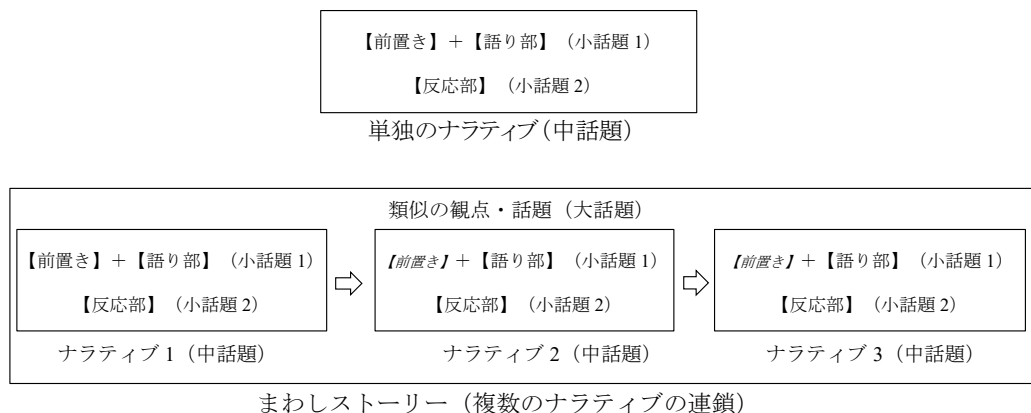 【前置き】＋【語り部】（小話題 1）
【反応部】（小話題 2）
単独のナラティブ（中話題）
類似の観点・話題（大話題）
【前置き】＋【語り部】（小話題 1）
【反応部】（小話題 2）
ナラティブ 1（中話題）
【前置き】＋【語り部】（小話題 1）
【反応部】（小話題 2）
ナラティブ 2（中話題）
【前置き】＋【語り部】（小話題 1）
【反応部】（小話題 2）
ナラティブ 3（中話題）
まわしストーリー（複数のナラティブの連鎖）